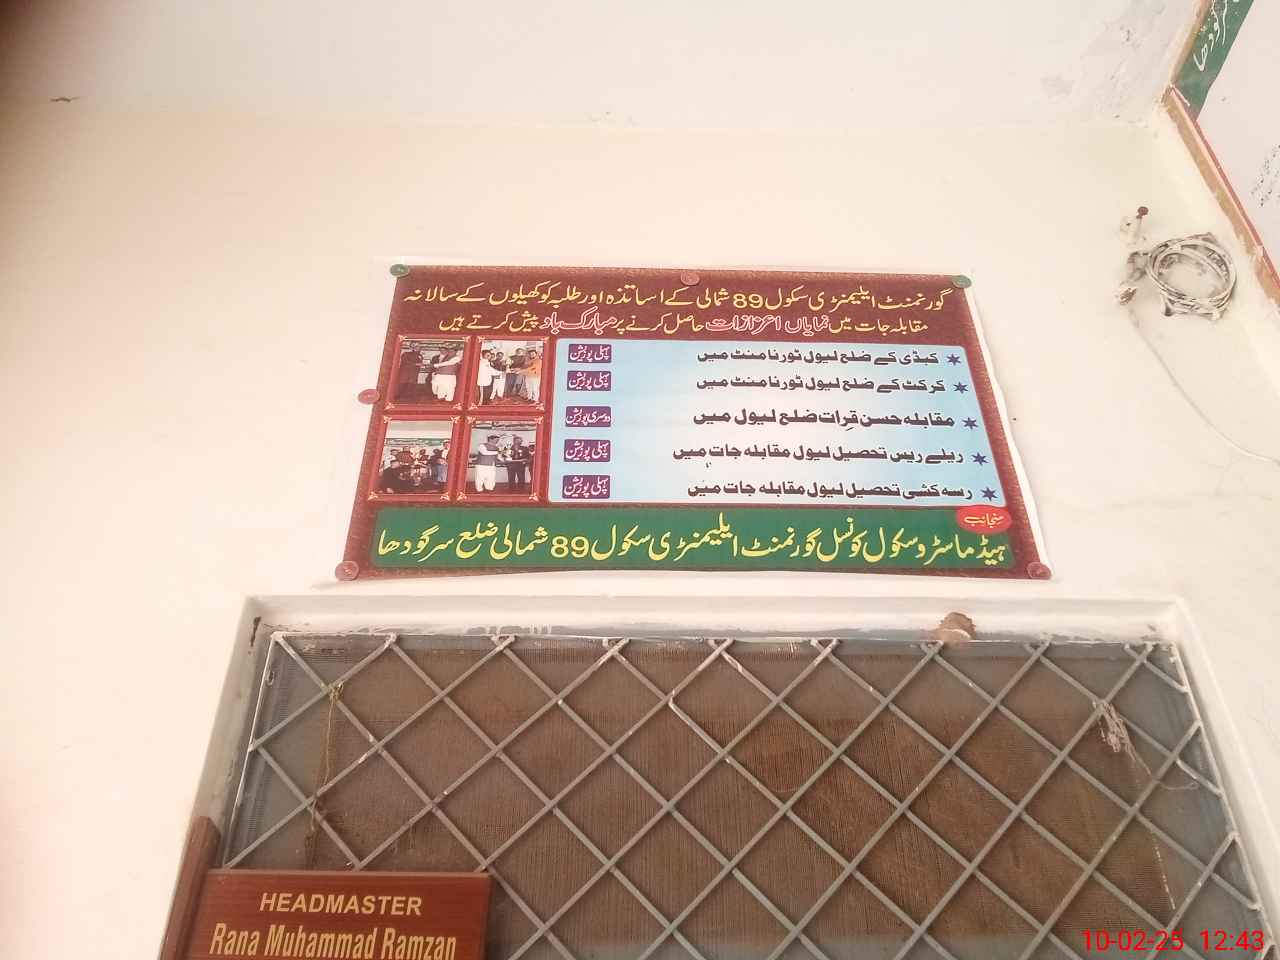 گورنمنٹ ایلیمنٹری سکول 89 شمالی کے اساتذہ اور طلبہ کو کھیلوں کے سالانہ
مقابلہ جات میں نمایاں اعزازات حاصل کرنے پر مبارک باد پیش کرتے ہیں
کبڈی کے ضلع لیول ٹورنامنٹ میں پہلی پوزیشن
کرکٹ کے ضلع لیول ٹورنامنٹ میں پہلی پوزیشن
مقابلہ حسن قرات ضلع لیول میں دوسری پوزیشن
ریلے ریس تحصیل لیول مقابلہ جات میں پہلی پوزیشن
رسہ کشی تحصیل لیول مقابلہ جات میں پہلی پوزیشن
منجانب
ہیڈ ماسٹر و سکول کونسل گورنمنٹ ایلیمنٹری سکول 89 شمالی ضلع سرگودھا
HEADMASTER
Rana Muhammad Ramzan
10-02-25 12:43